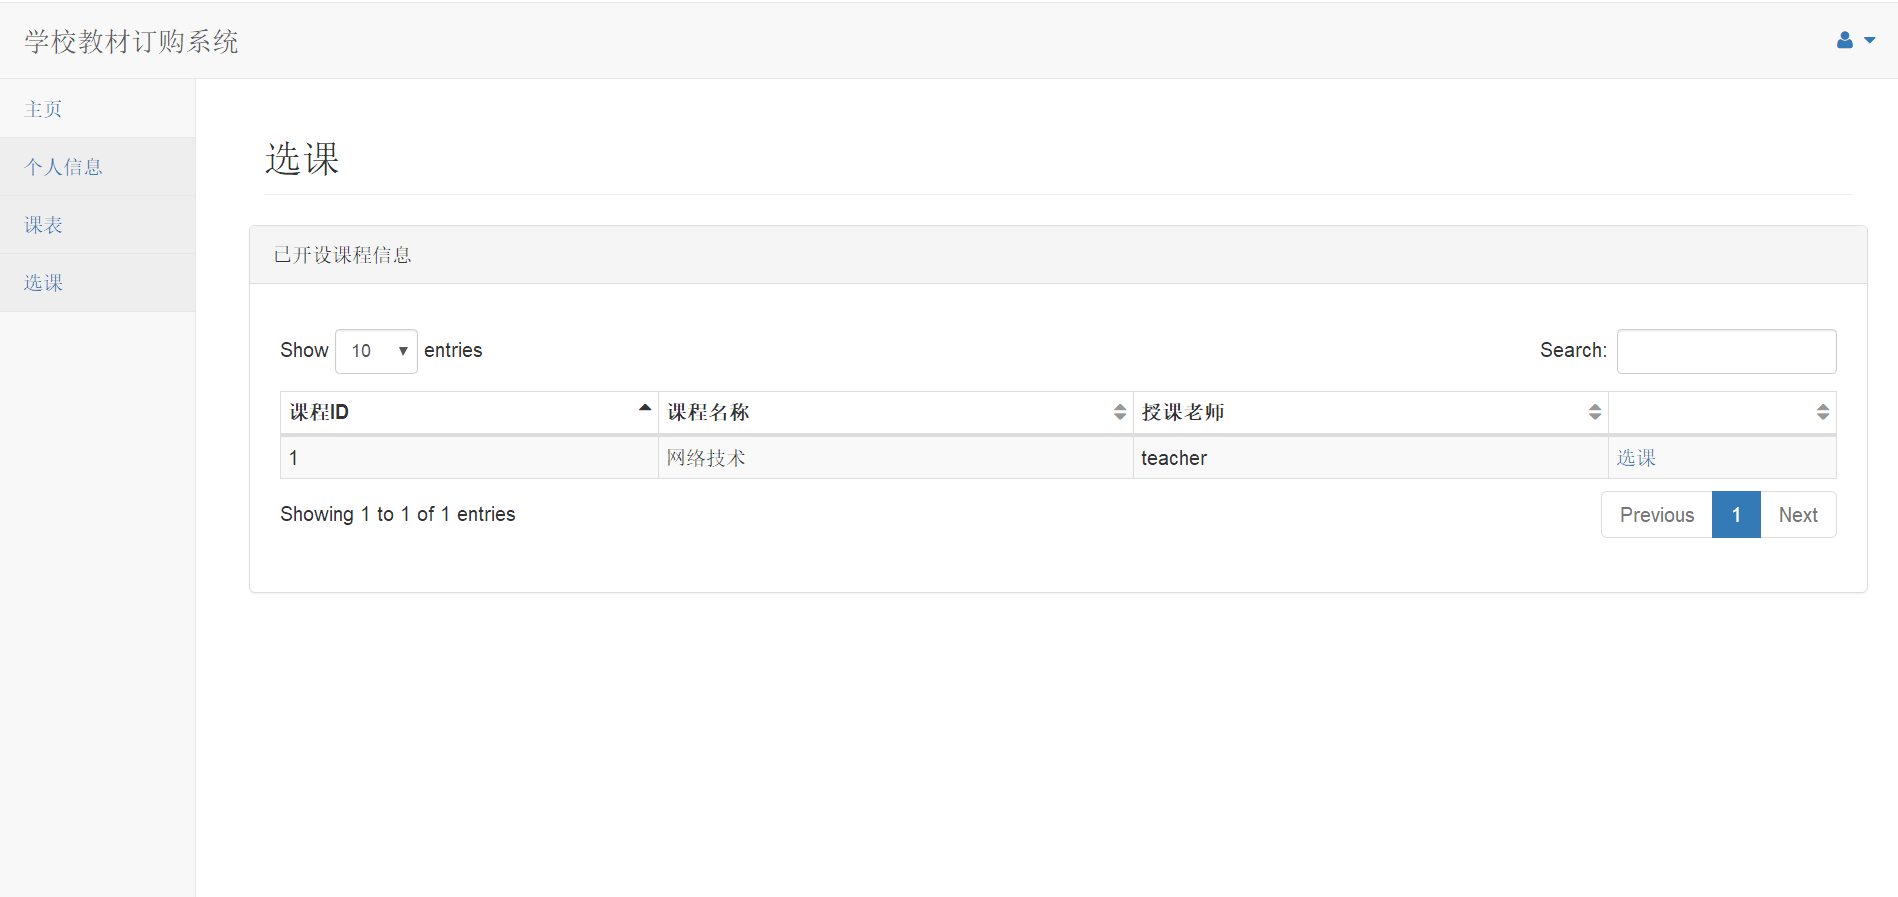 学校教材订购系统
主页
个人信息
课表
选课
选课
已开设课程信息
Show 10 entries
Search:
课程ID 课程名称 授课老师
1 网络技术 teacher 选课
Showing 1 to 1 of 1 entries
Previous 1 Next